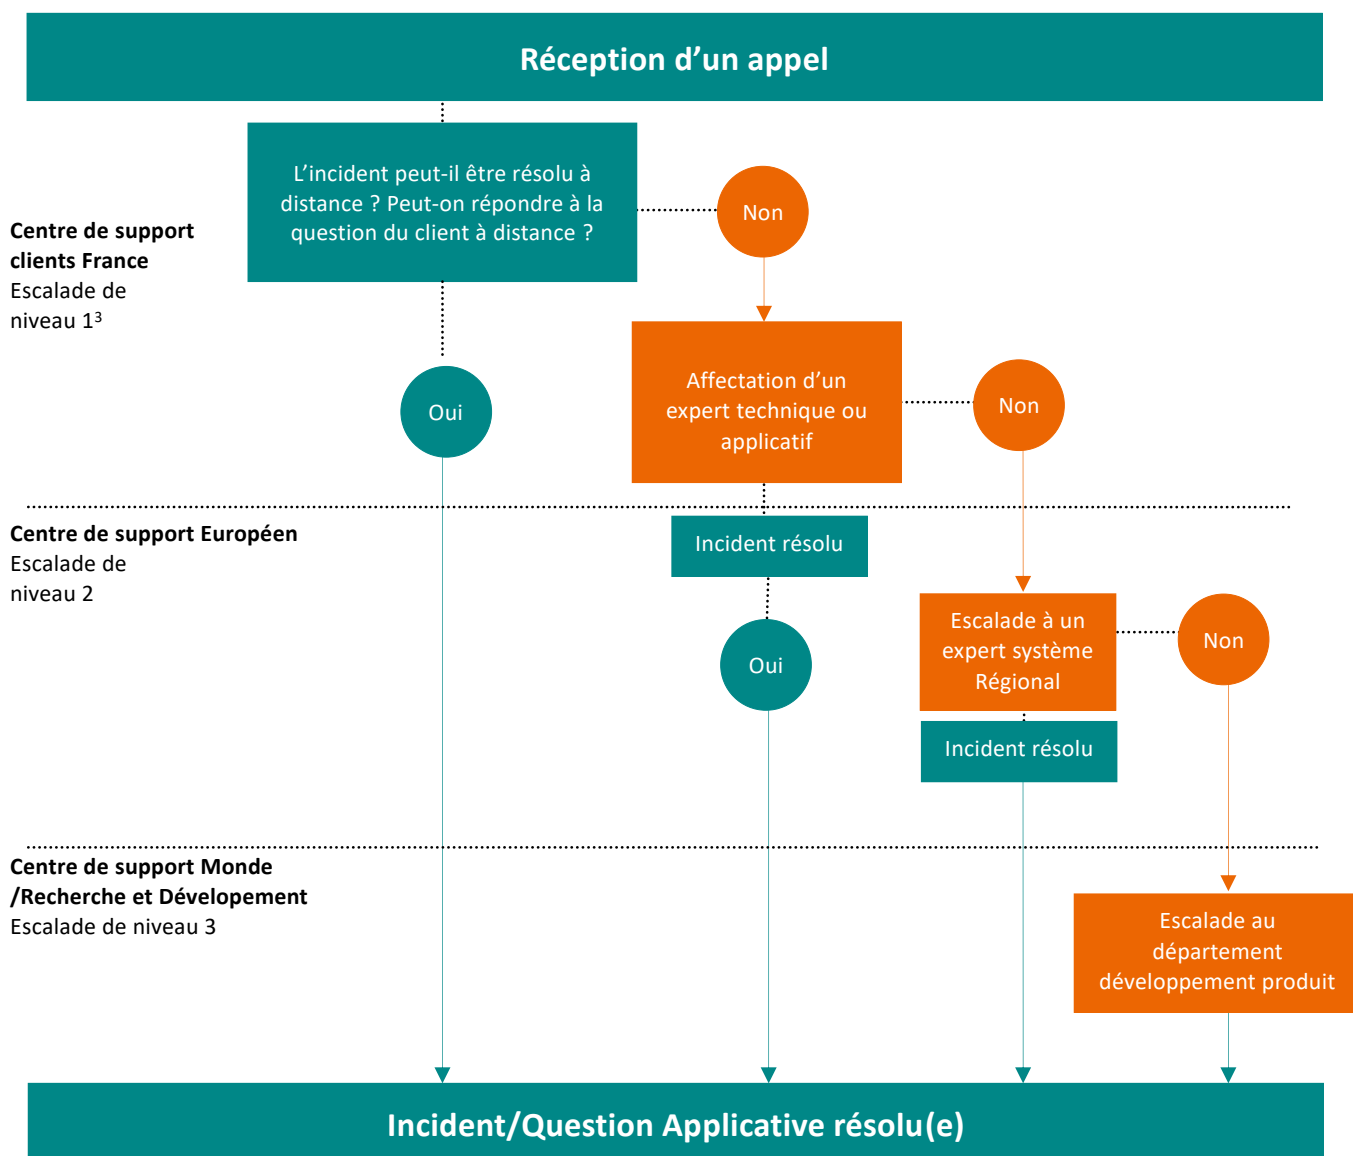 Réception d’un appel
L’incident peut-il être résolu à
distance ? Peut-on répondre à la
question du client à distance ?
Non
Centre de support
clients France
Escalade de
niveau 1³
Affectation d’un
expert technique ou
applicatif
Non
Oui
Centre de support Européen
Escalade de
niveau 2
Incident résolu
Oui
Escalade à un
expert système
Régional
Non
Incident résolu
Centre de support Monde
/Recherche et Dévelopement
Escalade de niveau 3
Escalade au
département
développement produit
Incident/Question Applicative résolu(e)